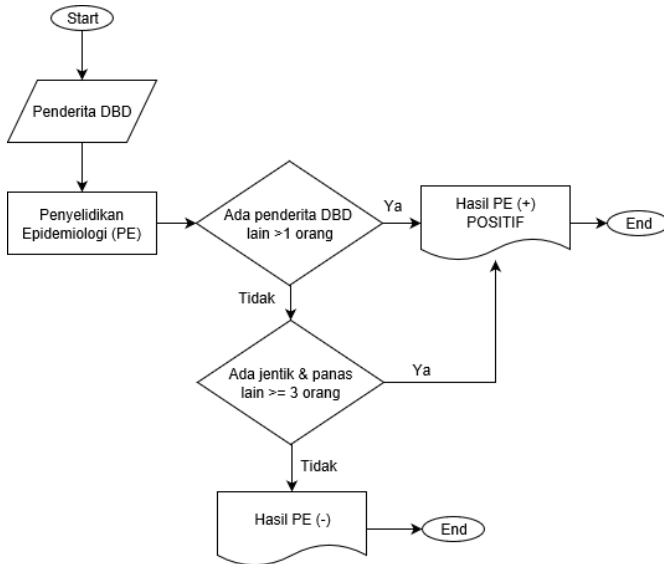 Start
Penderita DBD
Penyelidikan
Epidemiologi (PE)
Ada penderita DBD
lain >1 orang
Ya
Hasil PE (+)
POSITIF
End
Tidak
Ada jentik & panas
lain >= 3 orang
Ya
Tidak
Hasil PE (-)
End